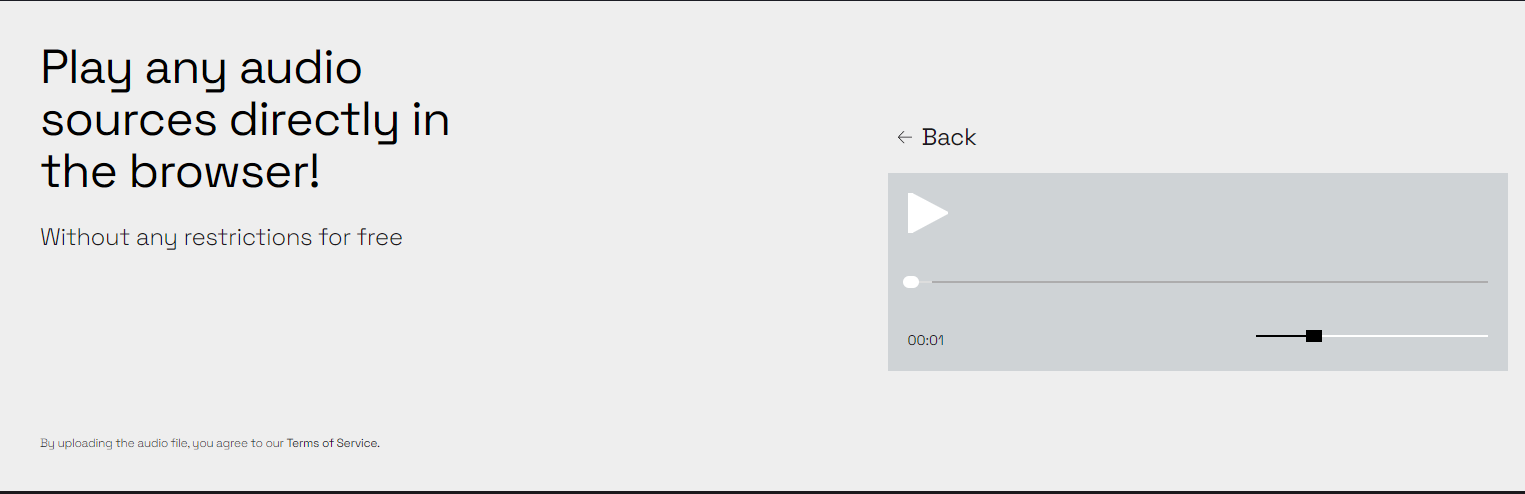 Play any audio
sources directly in
the browser!
Without any restrictions for free
← Back
00:01
By uploading the audio file, you agree to our Terms of Service.